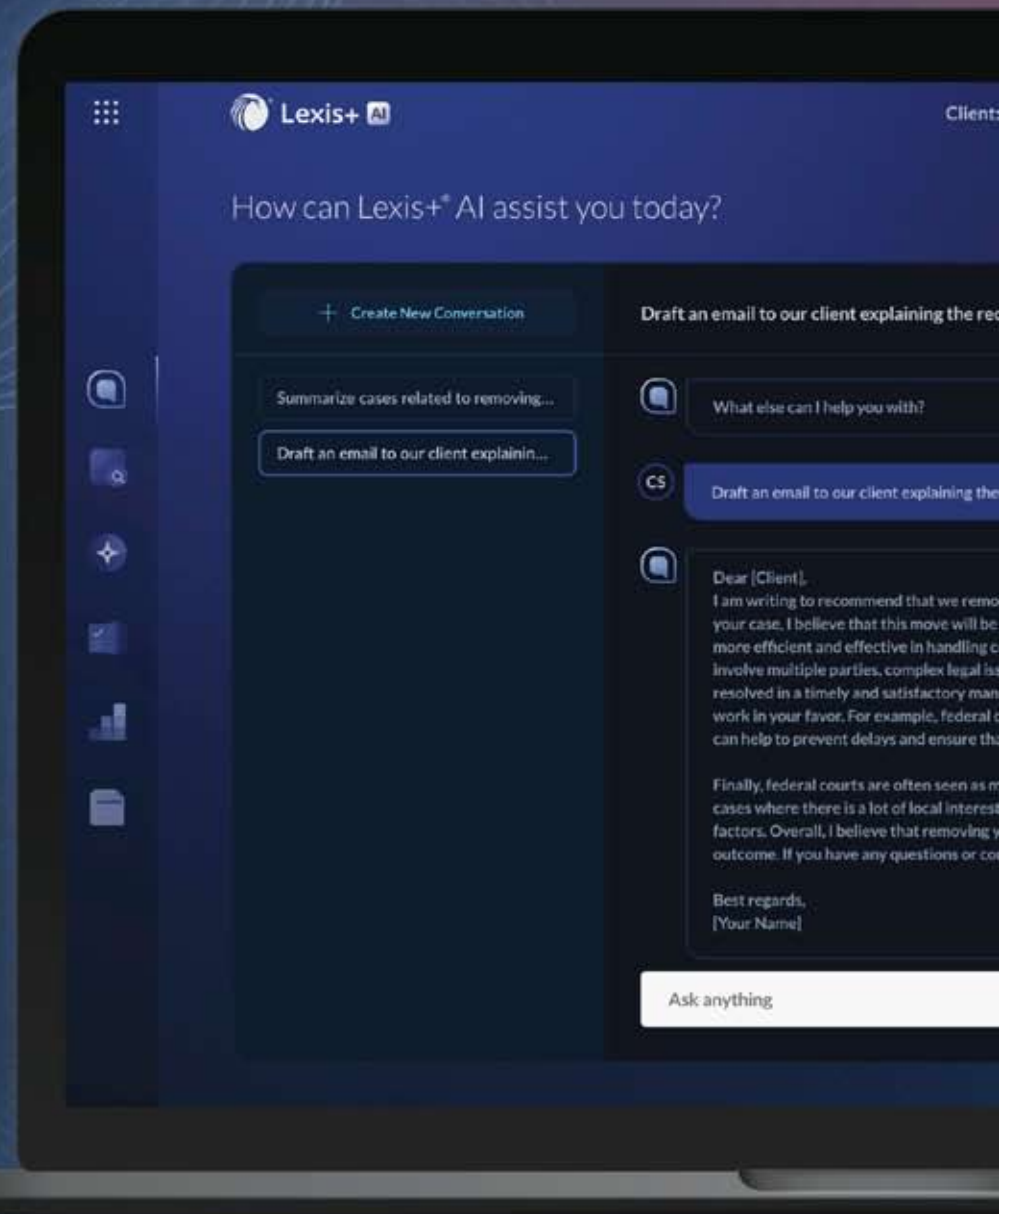 Lexis+ AI
Client
How can Lexis+® AI assist you today?
+ Create New Conversation
Summarize cases related to removing...
Draft an email to our client explainin...
Draft an email to our client explaining the rec
What else can I help you with?
CS
Draft an email to our client explaining the
Dear [Client],
I am writing to recommend that we remo
your case, I believe that this move will be
more efficient and effective in handling c
involve multiple parties, complex legal iss
resolved in a timely and satisfactory man
work in your favor. For example, federal c
can help to prevent delays and ensure tha
Finally, federal courts are often seen as m
cases where there is a lot of local interest
factors. Overall, I believe that removing y
outcome. If you have any questions or co
Best regards,
[Your Name]
Ask anything